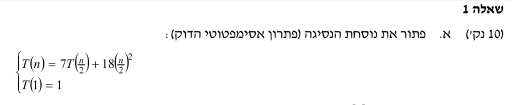 שאלה 1
(10 נק') א. פתור את נוסחת הנסיגה (פתרון אסימפטוטי הדוק) :
T(n) = 7T(n/2) + 18(n/2)²
T(1) = 1